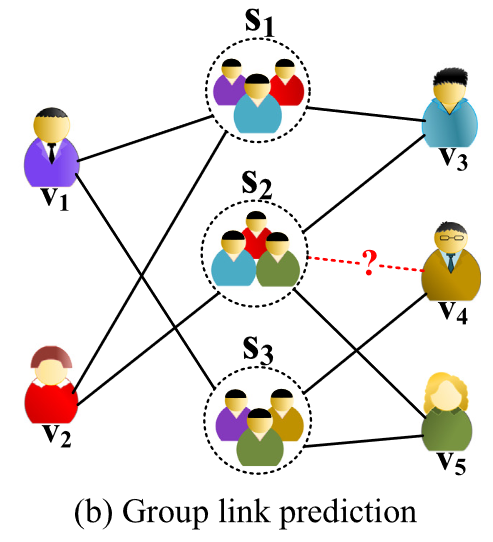 s1
v1
v3
s2
?
v4
s3
v2
v5
(b) Group link prediction